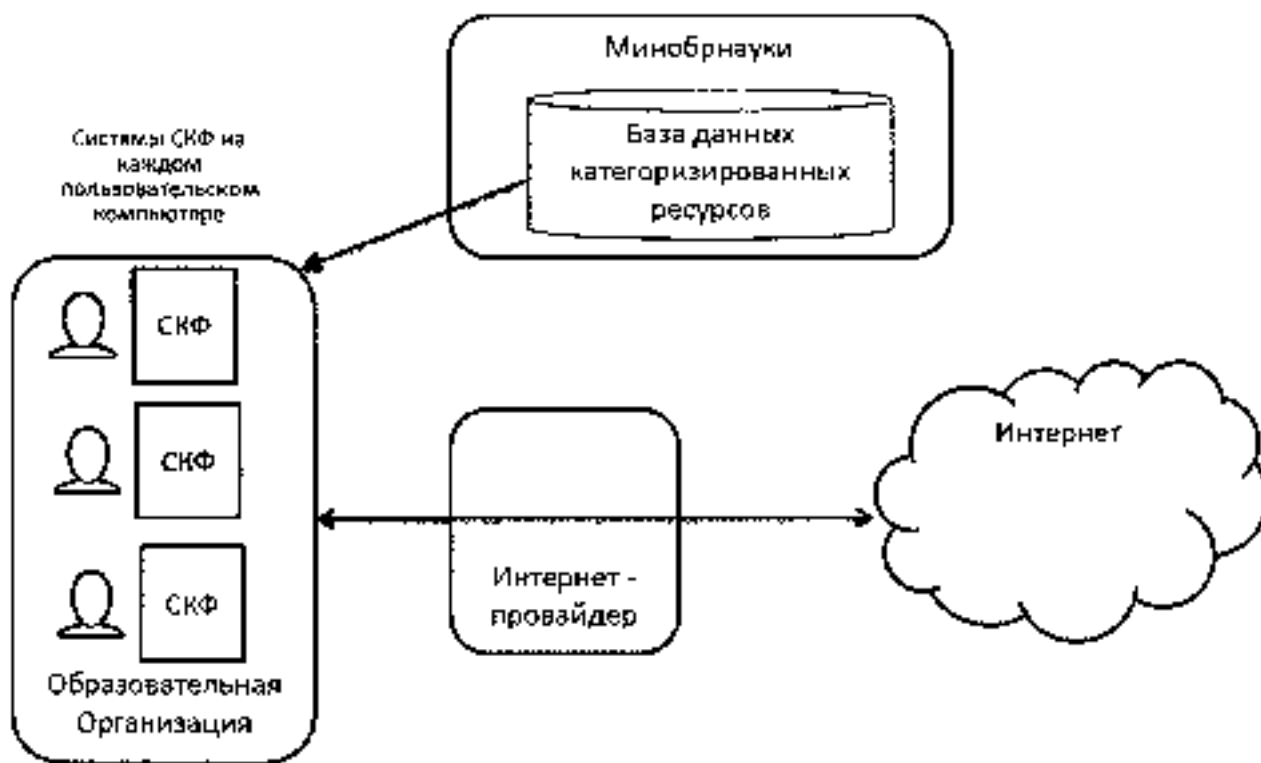 Минобрнауки
База данных
категоризированных
ресурсов
Системы СКФ на
каждом
пользовательском
компьютере
СКФ
СКФ
СКФ
Образовательная
Организация
Интернет -
провайдер
Интернет